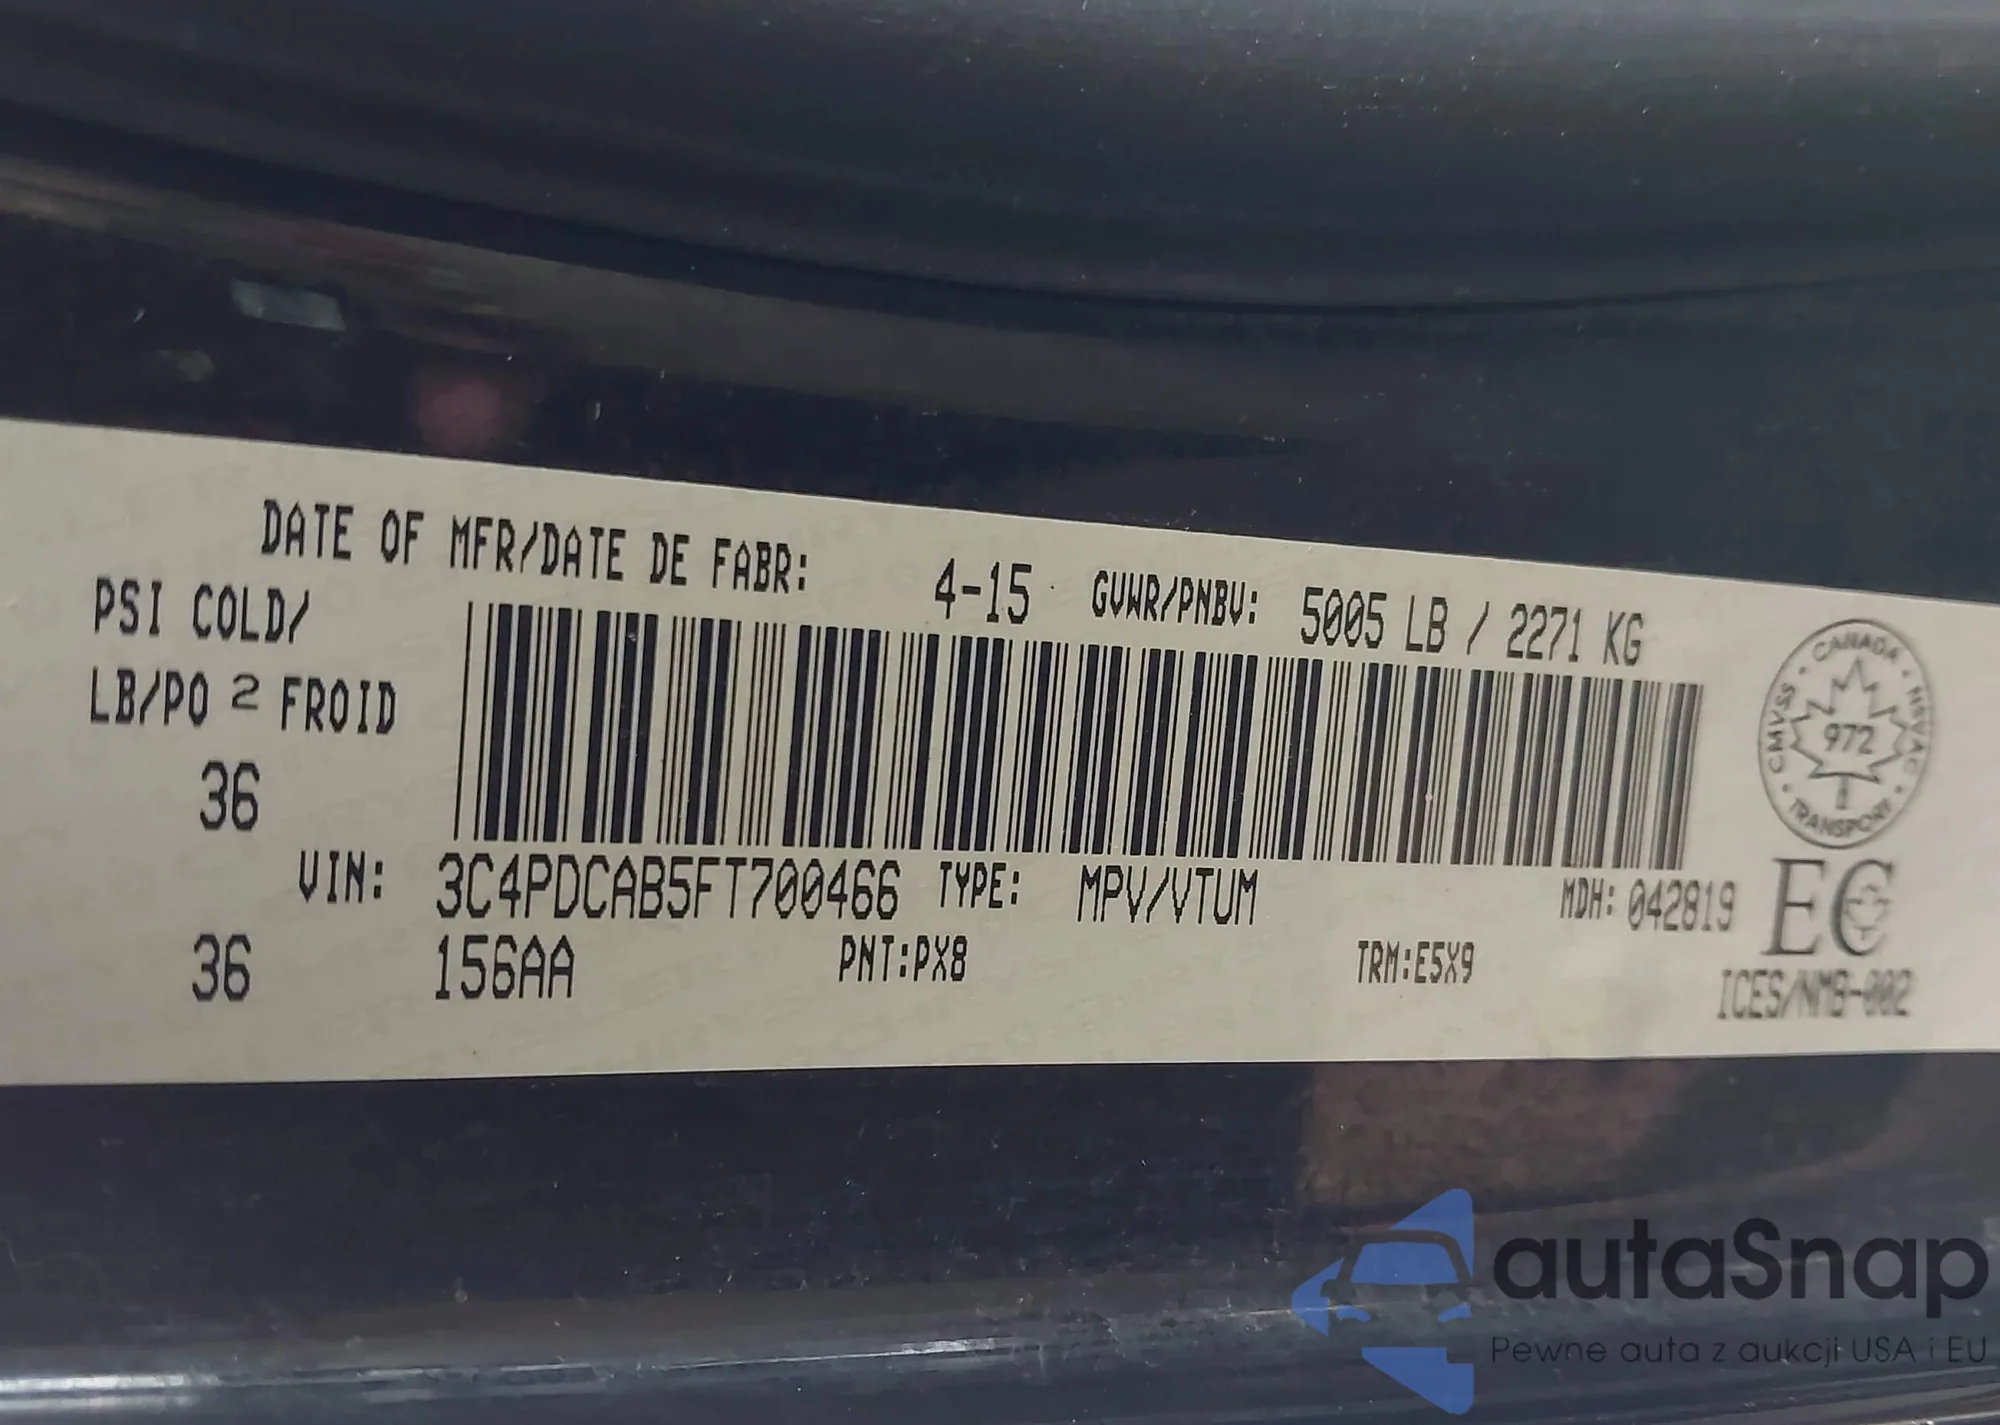 DATE OF MFR/DATE DE FABR: 4-15 GVWR/PNBV: 5005 LB / 2271 KG
PSI COLD/
LB/PO 2 FROID
36
VIN: 3C4PDCAB5FT700466 TYPE: MPV/VTUM MDH: 042819
36 156AA PNT:PX8 TRM:E5X9
CANADA · NSVAC · TRANSPORT · CMVSS
972
EC
ICES/NMB-002
autaSnap
Pewne auta z aukcji USA i EU